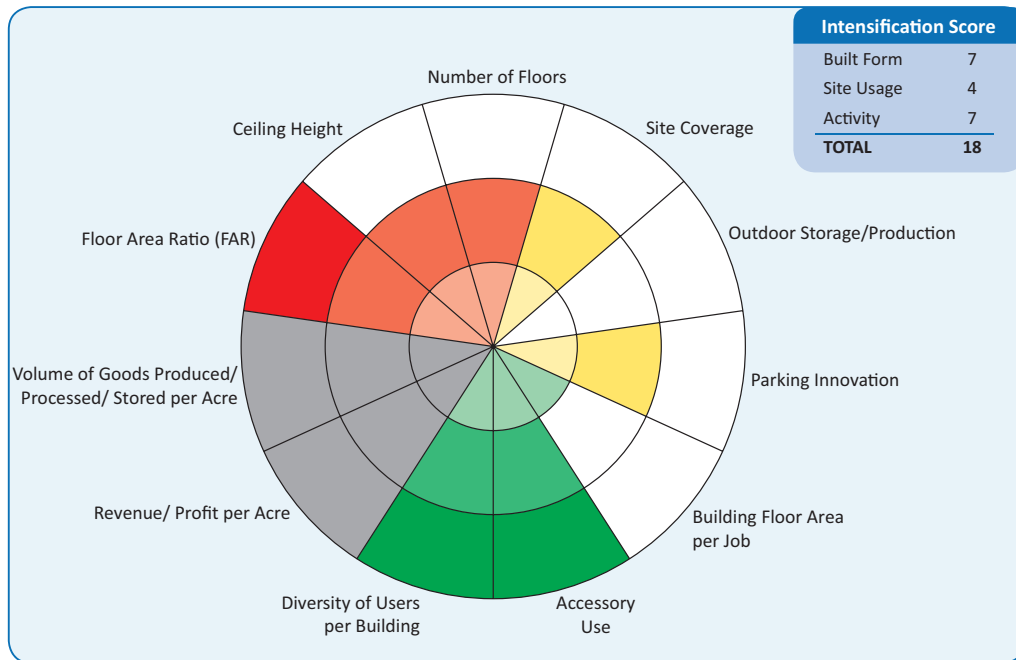 Intensification Score
Built Form 7
Site Usage 4
Activity 7
TOTAL 18
Number of Floors
Ceiling Height
Site Coverage
Floor Area Ratio (FAR)
Outdoor Storage/Production
Volume of Goods Produced/
Processed/ Stored per Acre
Parking Innovation
Revenue/ Profit per Acre
Building Floor Area
per Job
Diversity of Users
per Building
Accessory
Use